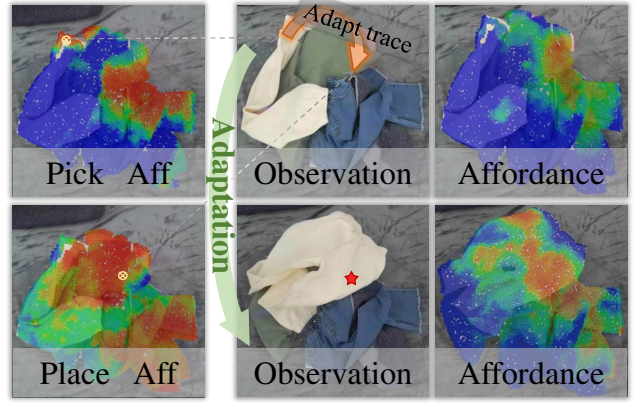 Adapt trace
Pick Aff
Observation
Affordance
Adaptation
Place Aff
Observation
Affordance